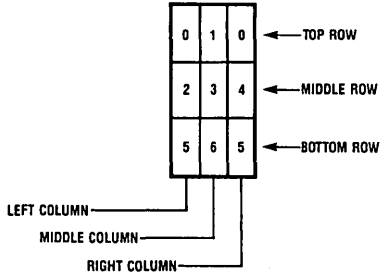 0 1 0 TOP ROW
2 3 4 MIDDLE ROW
5 6 5 BOTTOM ROW
LEFT COLUMN
MIDDLE COLUMN
RIGHT COLUMN